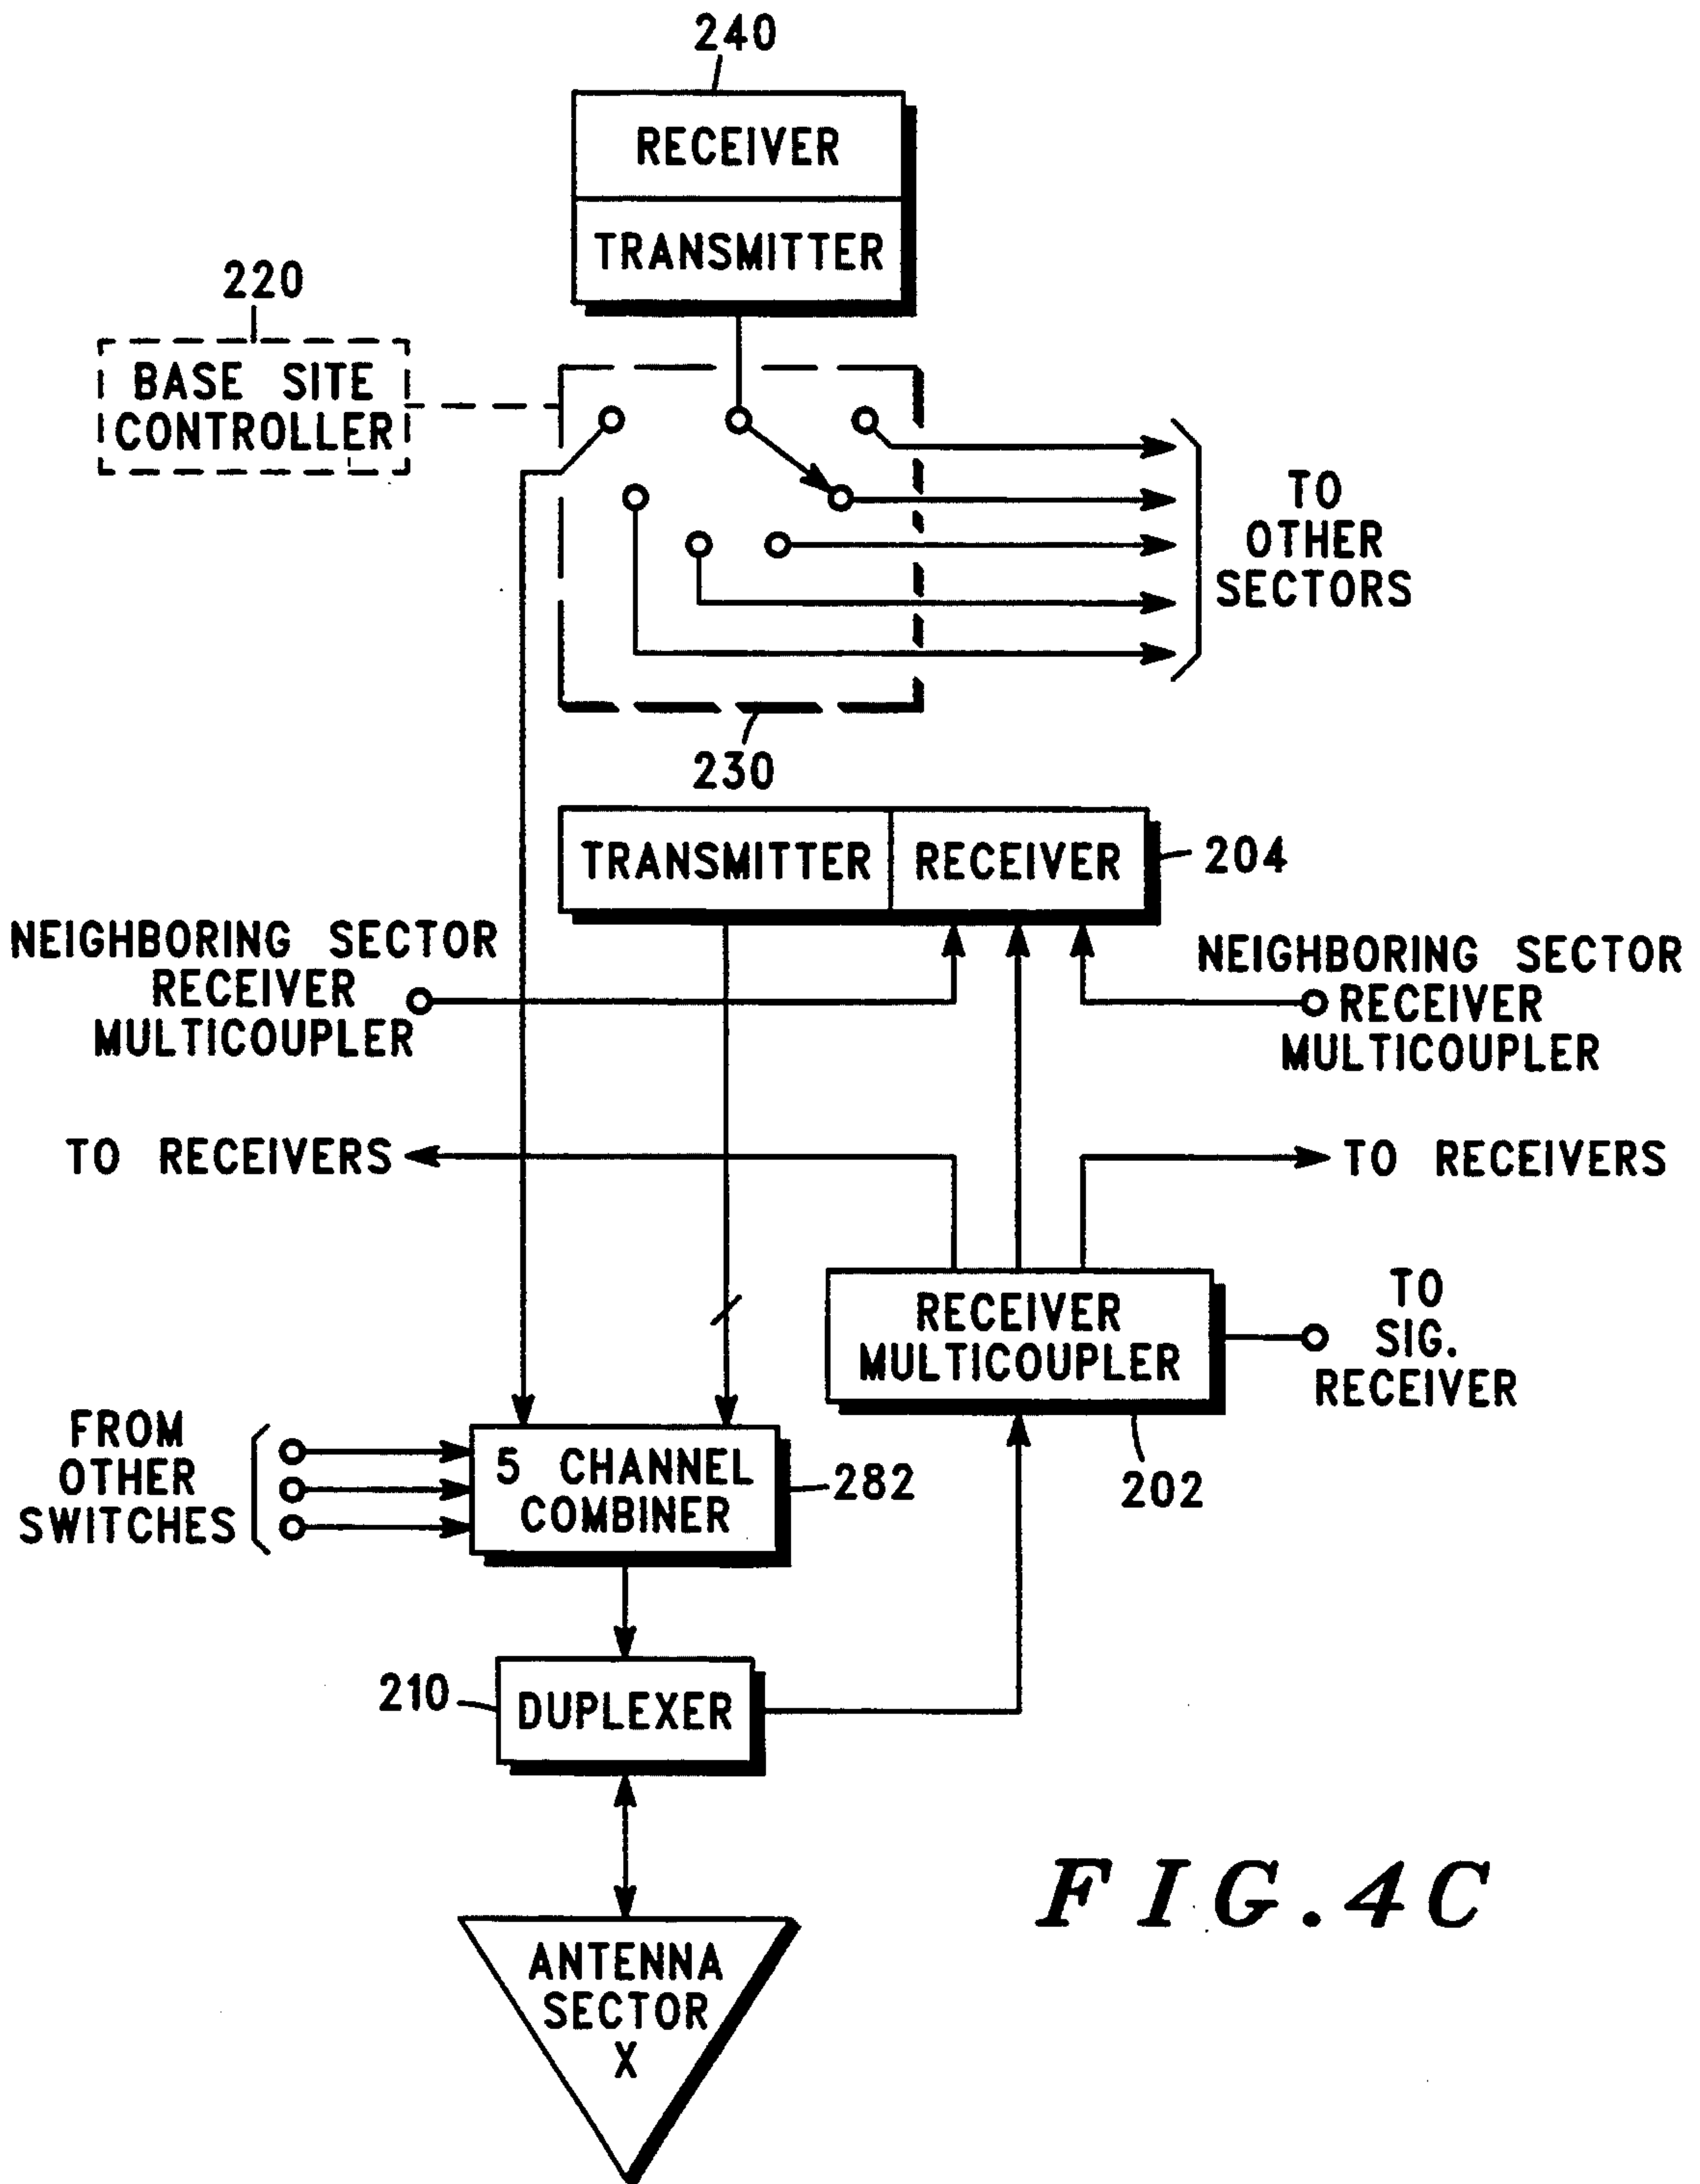 240
RECEIVER
TRANSMITTER
220
BASE SITE
CONTROLLER
TO
OTHER
SECTORS
230
TRANSMITTER
RECEIVER
204
NEIGHBORING SECTOR
RECEIVER
MULTICOUPLER
NEIGHBORING SECTOR
RECEIVER
MULTICOUPLER
TO RECEIVERS
TO RECEIVERS
RECEIVER
MULTICOUPLER
TO
SIG.
RECEIVER
202
FROM
OTHER
SWITCHES
5 CHANNEL
COMBINER
282
210
DUPLEXER
ANTENNA
SECTOR
X
FIG.4C